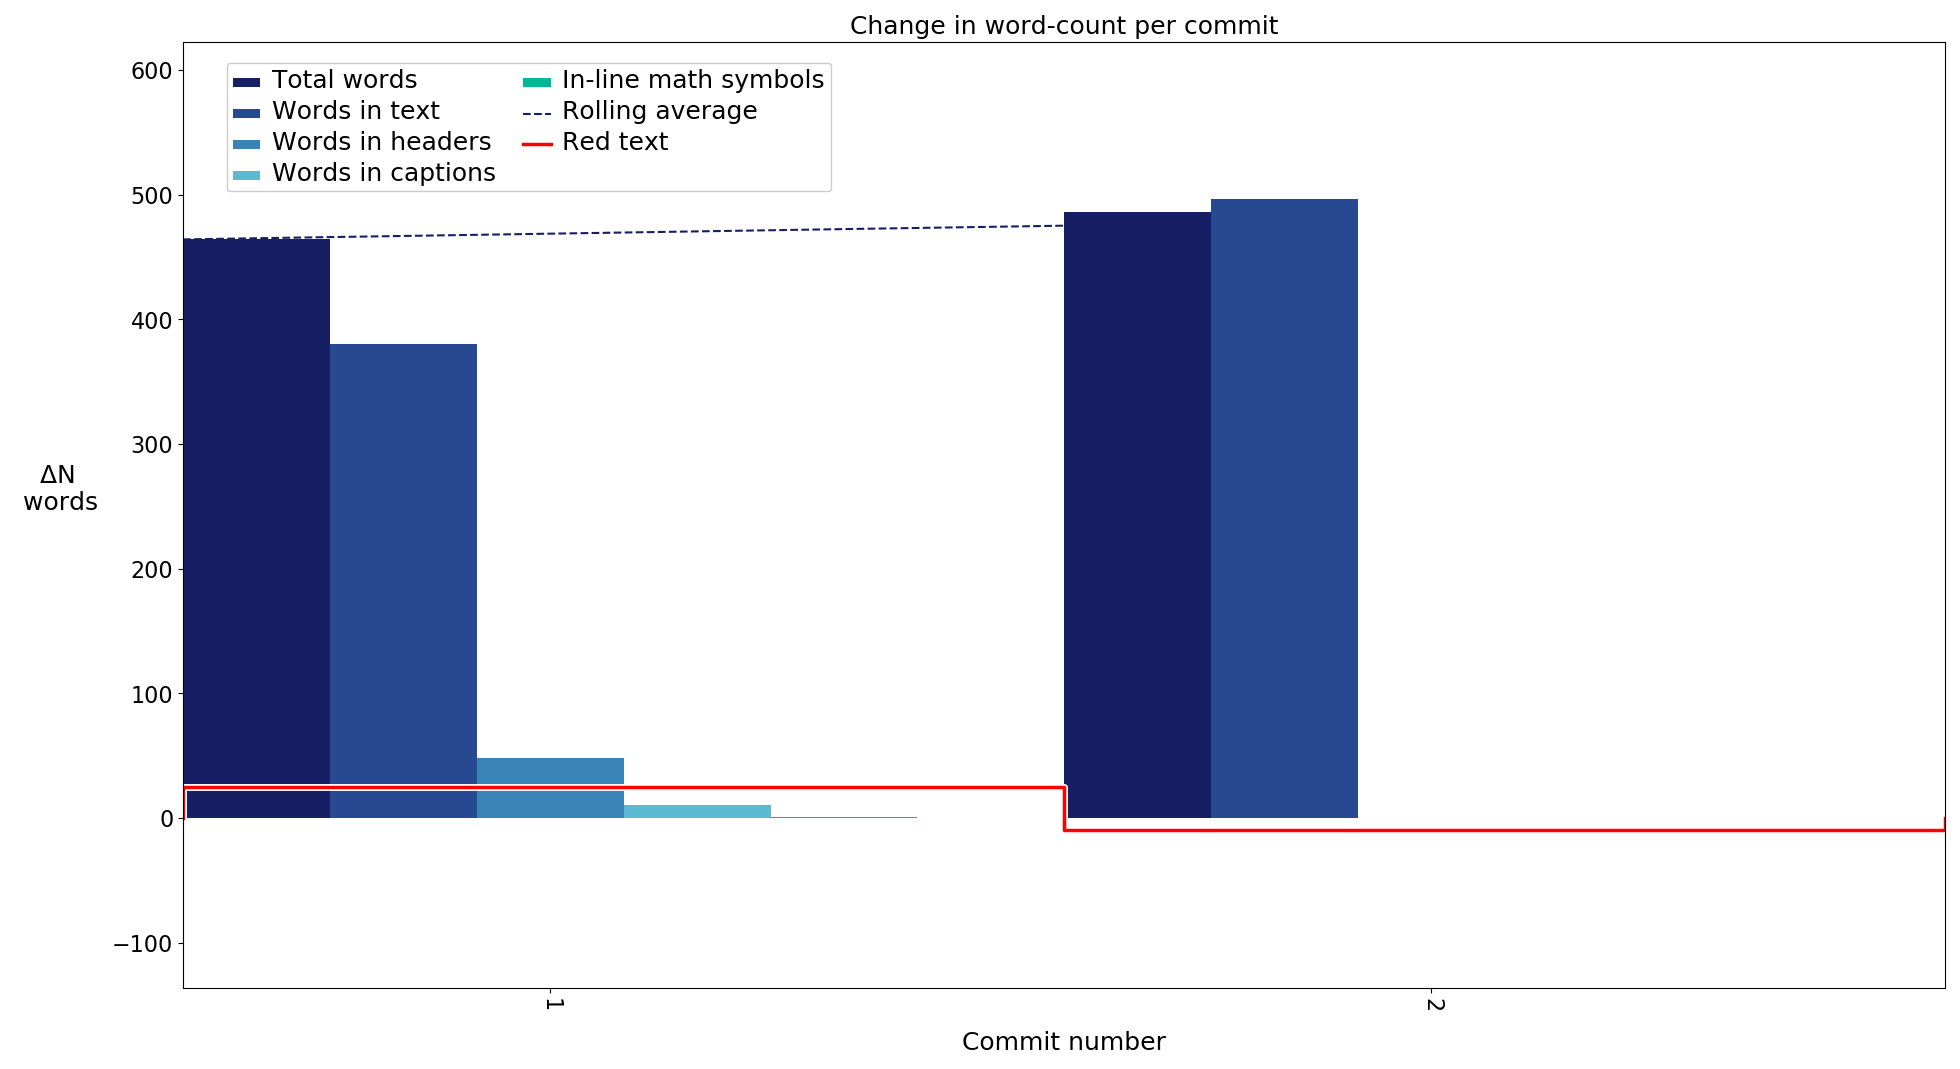 Change in word-count per commit
600
500
400
300
200
100
0
−100
Total words
Words in text
Words in headers
Words in captions
In-line math symbols
Rolling average
Red text
ΔN
words
1
2
Commit number